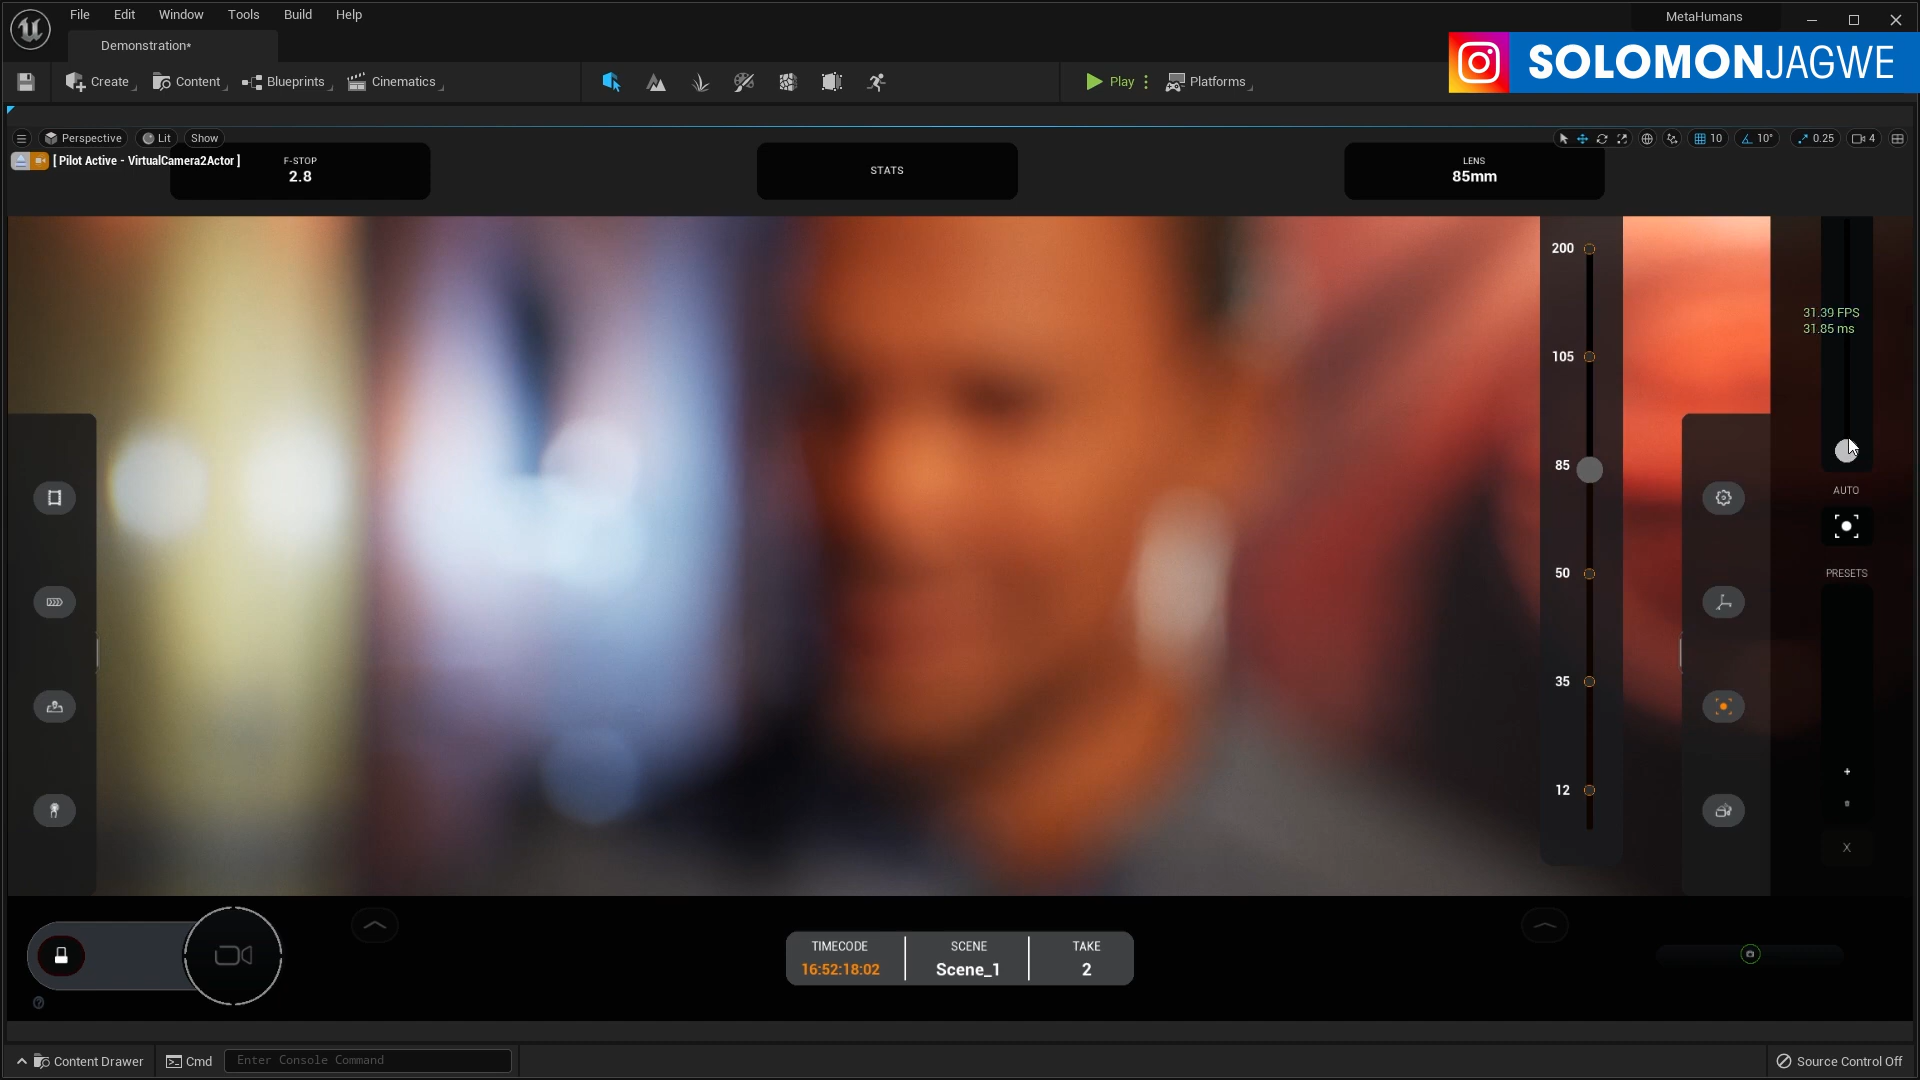 File Edit Window Tools Build Help
MetaHumans
Demonstration*
SOLOMONJAGWE
Create Content Blueprints Cinematics Play Platforms
Perspective Lit Show
10 10° 0.25 4
[ Pilot Active - VirtualCamera2Actor ]
F-STOP
2.8
STATS
LENS
85mm
200
105
85
50
35
12
31.39 FPS
31.85 ms
AUTO
PRESETS
+
X
TIMECODE SCENE TAKE
16:52:18:02 Scene_1 2
Content Drawer Cmd Enter Console Command Source Control Off